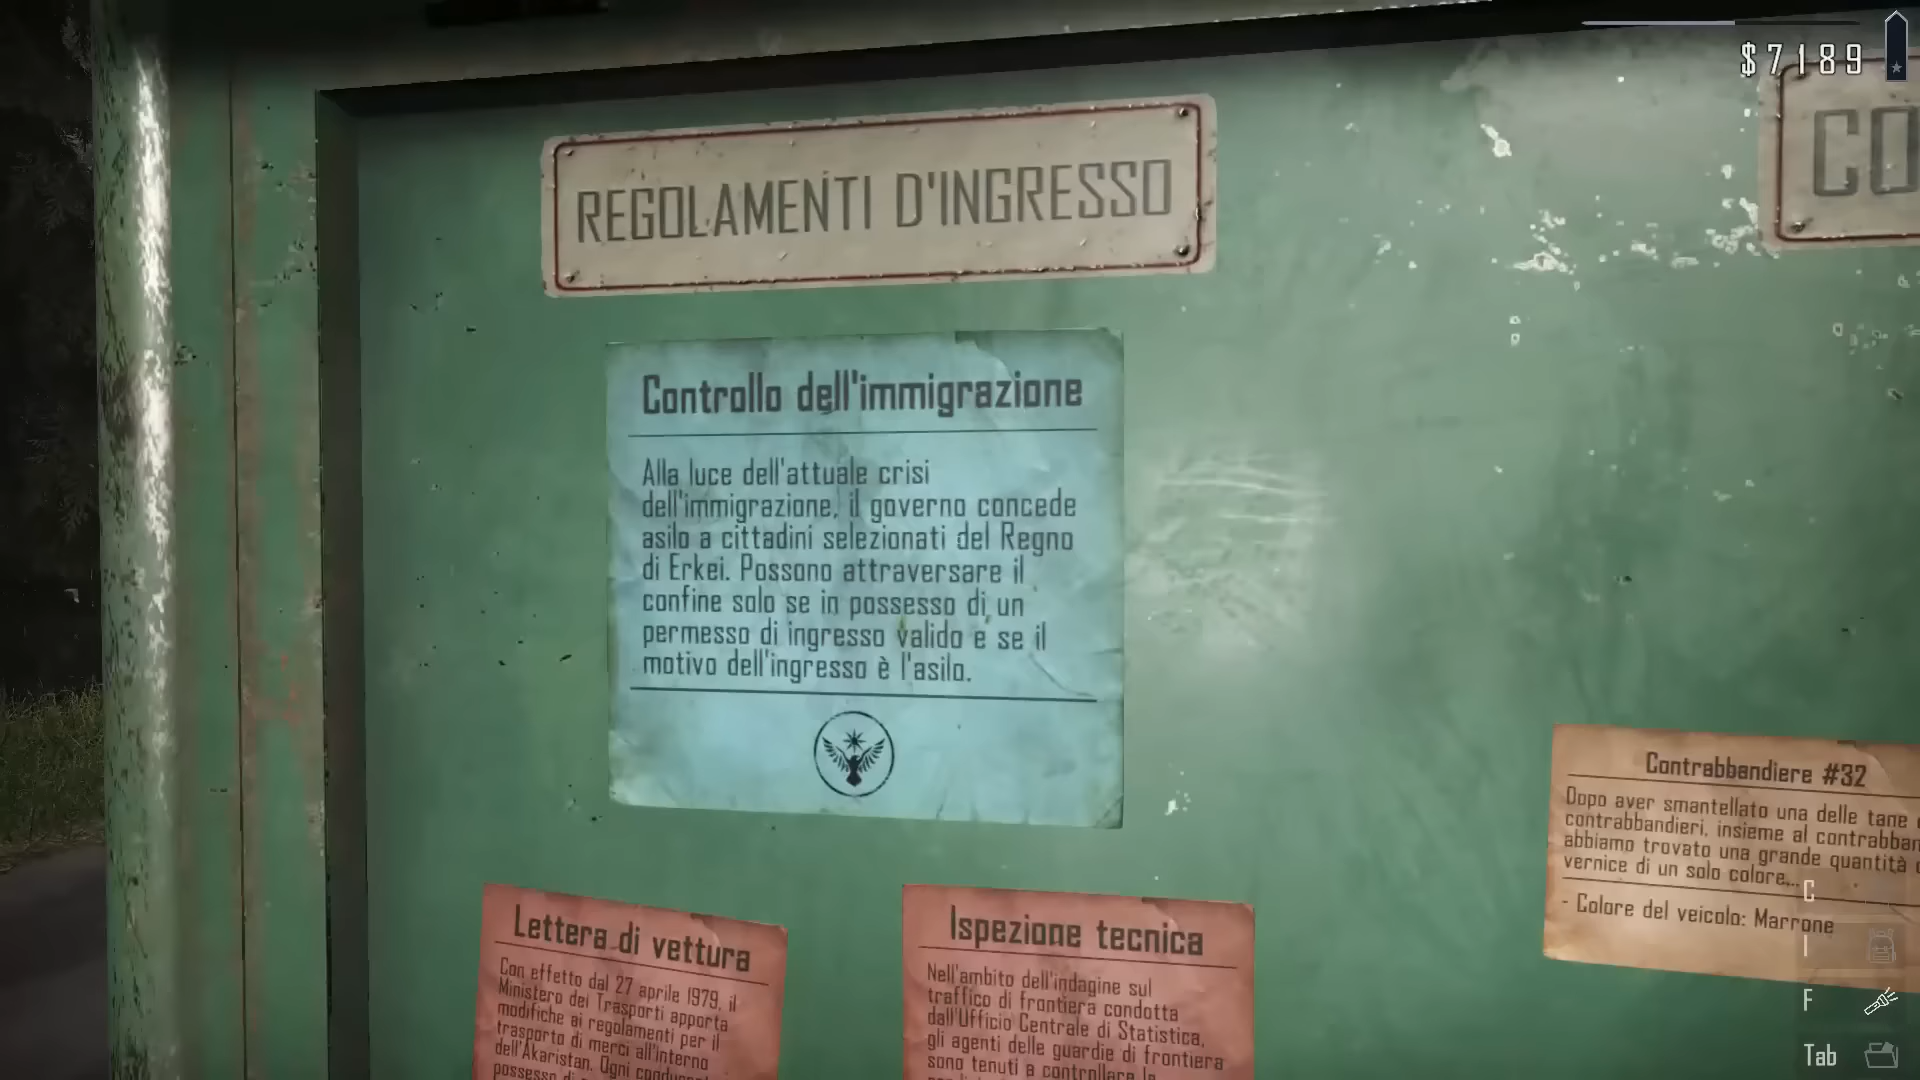 $7189
REGOLAMENTI D'INGRESSO
CO
Controllo dell'immigrazione
Alla luce dell'attuale crisi
dell'immigrazione, il governo concede
asilo a cittadini selezionati del Regno
di Erkei. Possono attraversare il
confine solo se in possesso di un
permesso di ingresso valido e se il
motivo dell'ingresso è l'asilo.
Contrabbandiere #32
Dopo aver smantellato una delle tane
contrabbandieri, insieme al contrabban
abbiamo trovato una grande quantità
vernice di un solo colore...
- Colore del veicolo: Marrone
Lettera di vettura
Con effetto dal 27 aprile 1979, il
Ministero dei Trasporti apporta
modifiche ai regolamenti per il
trasporto di merci all'interno
dell'Akaristan. Ogni
possesso
Ispezione tecnica
Nell'ambito dell'indagine sul
traffico di frontiera condotta
dall'Ufficio Centrale di Statistica,
gli agenti delle guardie di frontiera
sono tenuti a controllare le
C
I
F
Tab